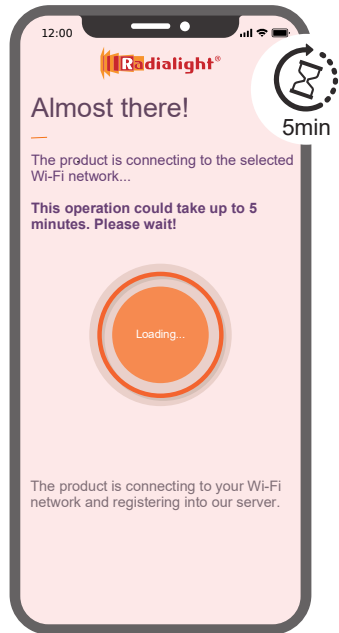 12:00
Radialight®
5min
Almost there!
The product is connecting to the selected
Wi-Fi network...
This operation could take up to 5
minutes. Please wait!
Loading...
The product is connecting to your Wi-Fi
network and registering into our server.